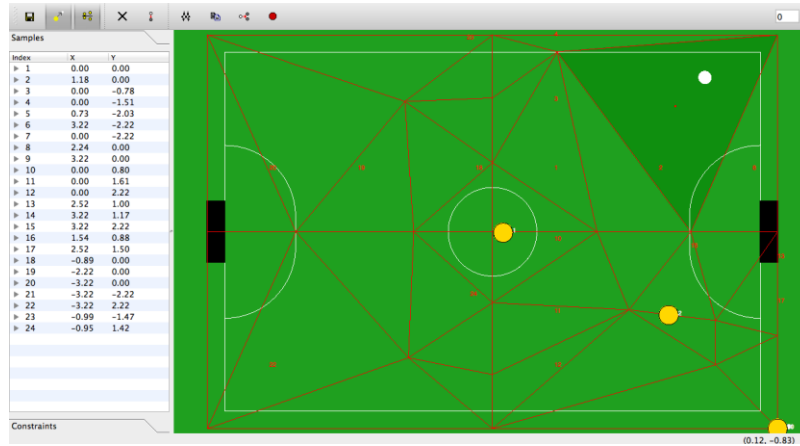 0
Samples
Index X Y
1 0.00 0.00
2 1.18 0.00
3 0.00 -0.78
4 0.00 -1.51
5 0.73 -2.03
6 3.22 -2.22
7 0.00 -2.22
8 2.24 0.00
9 3.22 0.00
10 0.00 0.80
11 0.00 1.61
12 0.00 2.22
13 2.52 1.00
14 3.22 1.17
15 3.22 2.22
16 1.54 0.88
17 2.52 1.50
18 -0.89 0.00
19 -2.22 0.00
20 -3.22 0.00
21 -3.22 -2.22
22 -3.22 2.22
23 -0.99 -1.47
24 -0.95 1.42
Constraints
(0.12, -0.83)